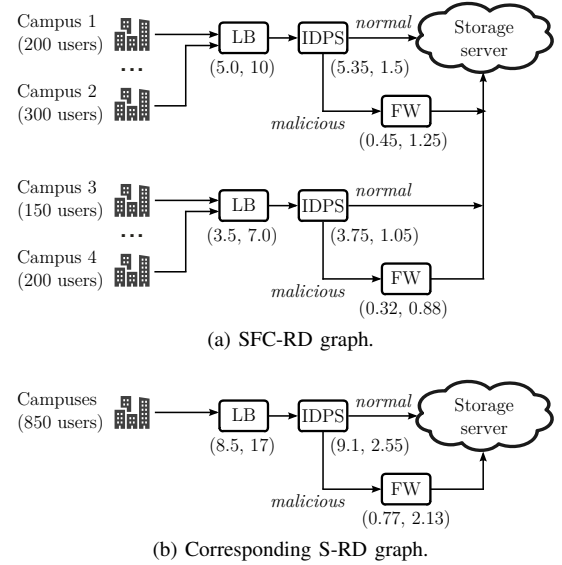 Campus 1
(200 users)
...
Campus 2
(300 users)
LB
(5.0, 10)
IDPS
(5.35, 1.5)
normal
malicious
FW
(0.45, 1.25)
Storage
server
Campus 3
(150 users)
...
Campus 4
(200 users)
LB
(3.5, 7.0)
IDPS
(3.75, 1.05)
normal
malicious
FW
(0.32, 0.88)
(a) SFC-RD graph.
Campuses
(850 users)
LB
(8.5, 17)
IDPS
(9.1, 2.55)
normal
malicious
FW
(0.77, 2.13)
Storage
server
(b) Corresponding S-RD graph.